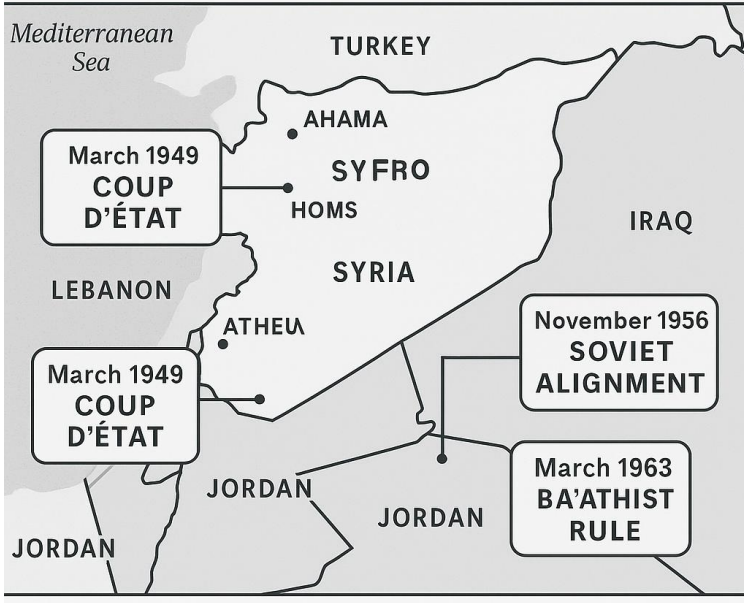 Mediterranean
Sea
TURKEY
AHAMA
March 1949
COUP
D'ÉTAT
SYFRO
HOMS
IRAQ
SYRIA
LEBANON
November 1956
SOVIET
ALIGNMENT
March 1949
COUP
D'ÉTAT
March 1963
BA'ATHIST
RULE
JORDAN
JORDAN
JORDAN